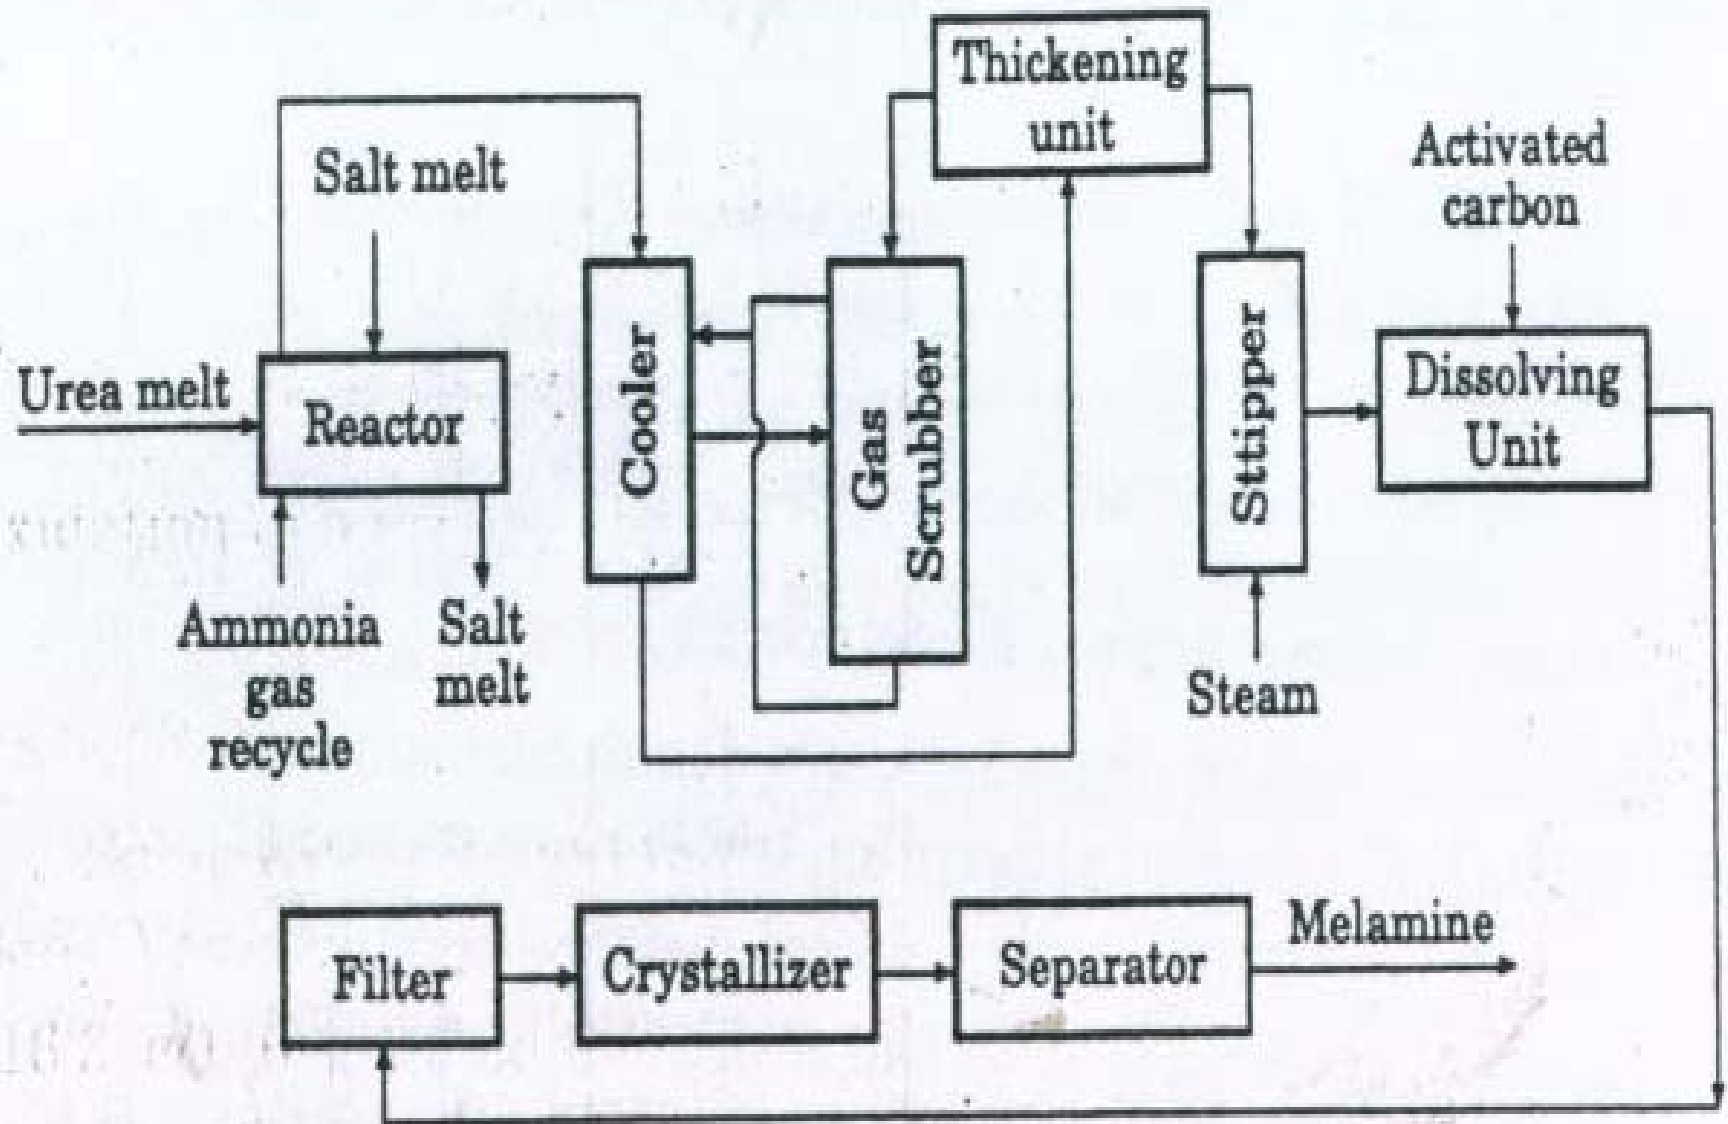 Thickening
unit
Salt melt
Activated
carbon
Urea melt
Reactor
Cooler
Gas
Scrubber
Sttipper
Dissolving
Unit
Ammonia
gas
recycle
Salt
melt
Steam
Filter
Crystallizer
Separator
Melamine